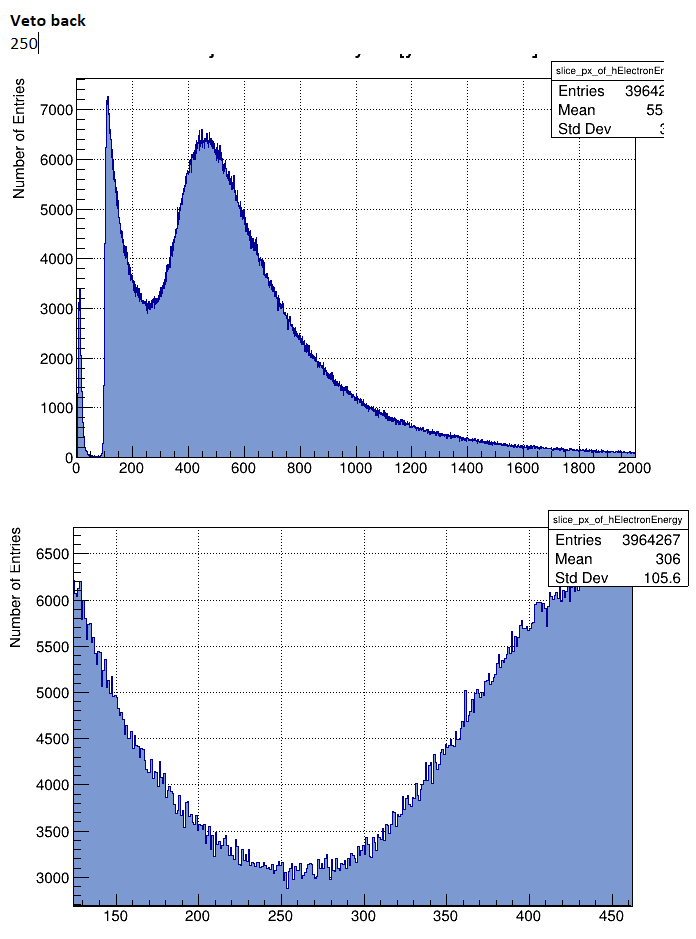 Veto back
250
slice_px_of_hElectronEr
Entries 39642
Mean 55
Std Dev
Number of Entries
7000
6000
5000
4000
3000
2000
1000
0
0 200 400 600 800 1000 1200 1400 1600 1800 2000
slice_px_of_hElectronEnergy
Entries 3964267
Mean 306
Std Dev 105.6
Number of Entries
6500
6000
5500
5000
4500
4000
3500
3000
150 200 250 300 350 400 450